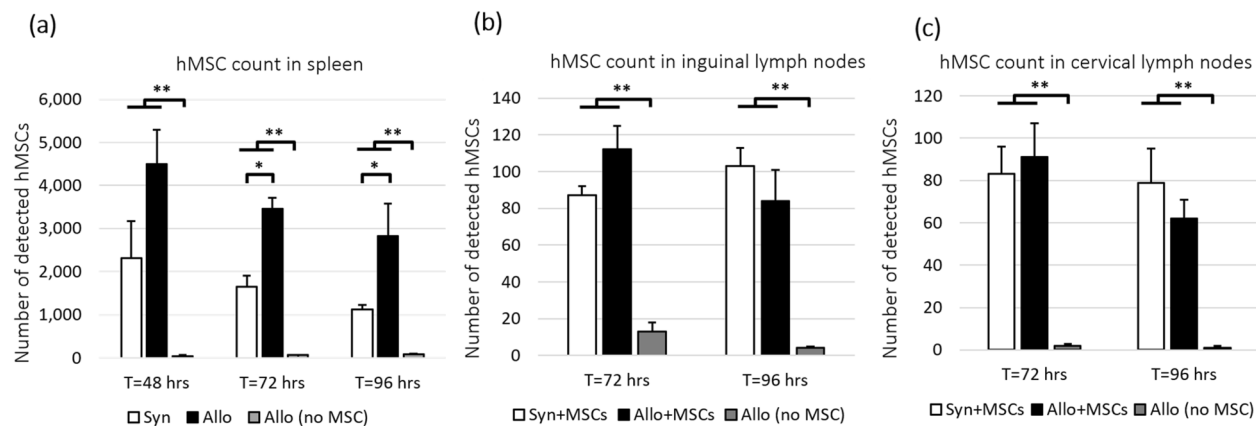 (a)
hMSC count in spleen
Number of detected hMSCs
6,000
5,000
4,000
3,000
2,000
1,000
0
**
**
**
*
*
T=48 hrs T=72 hrs T=96 hrs
Syn Allo Allo (no MSC)
(b)
hMSC count in inguinal lymph nodes
Number of detected hMSCs
140
120
100
80
60
40
20
0
**
**
T=72 hrs T=96 hrs
Syn+MSCs Allo+MSCs Allo (no MSC)
(c)
hMSC count in cervical lymph nodes
Number of detected hMSCs
120
100
80
60
40
20
0
**
**
T=72 hrs T=96 hrs
Syn+MSCs Allo+MSCs Allo (no MSC)